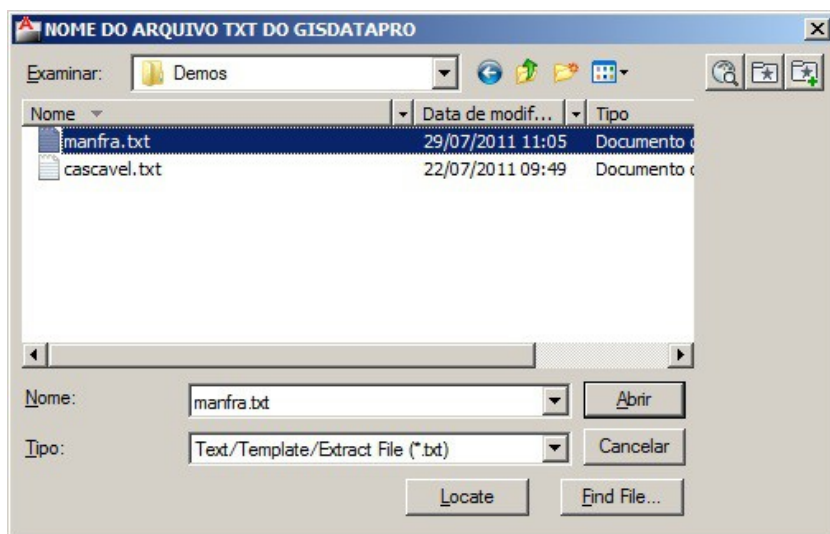 NOME DO ARQUIVO TXT DO GISDATAPRO
Examinar: Demos
Nome Data de modif... Tipo
manfra.txt 29/07/2011 11:05 Documento
cascavel.txt 22/07/2011 09:49 Documento
Nome: manfra.txt Abrir
Tipo: Text/Template/Extract File (*.txt) Cancelar
Locate Find File...